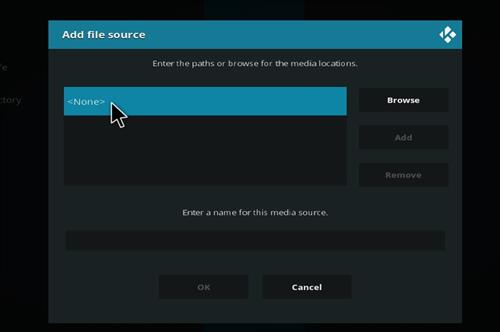 Add file source
Enter the paths or browse for the media locations.
<None>
Browse
Add
Remove
Enter a name for this media source.
OK
Cancel